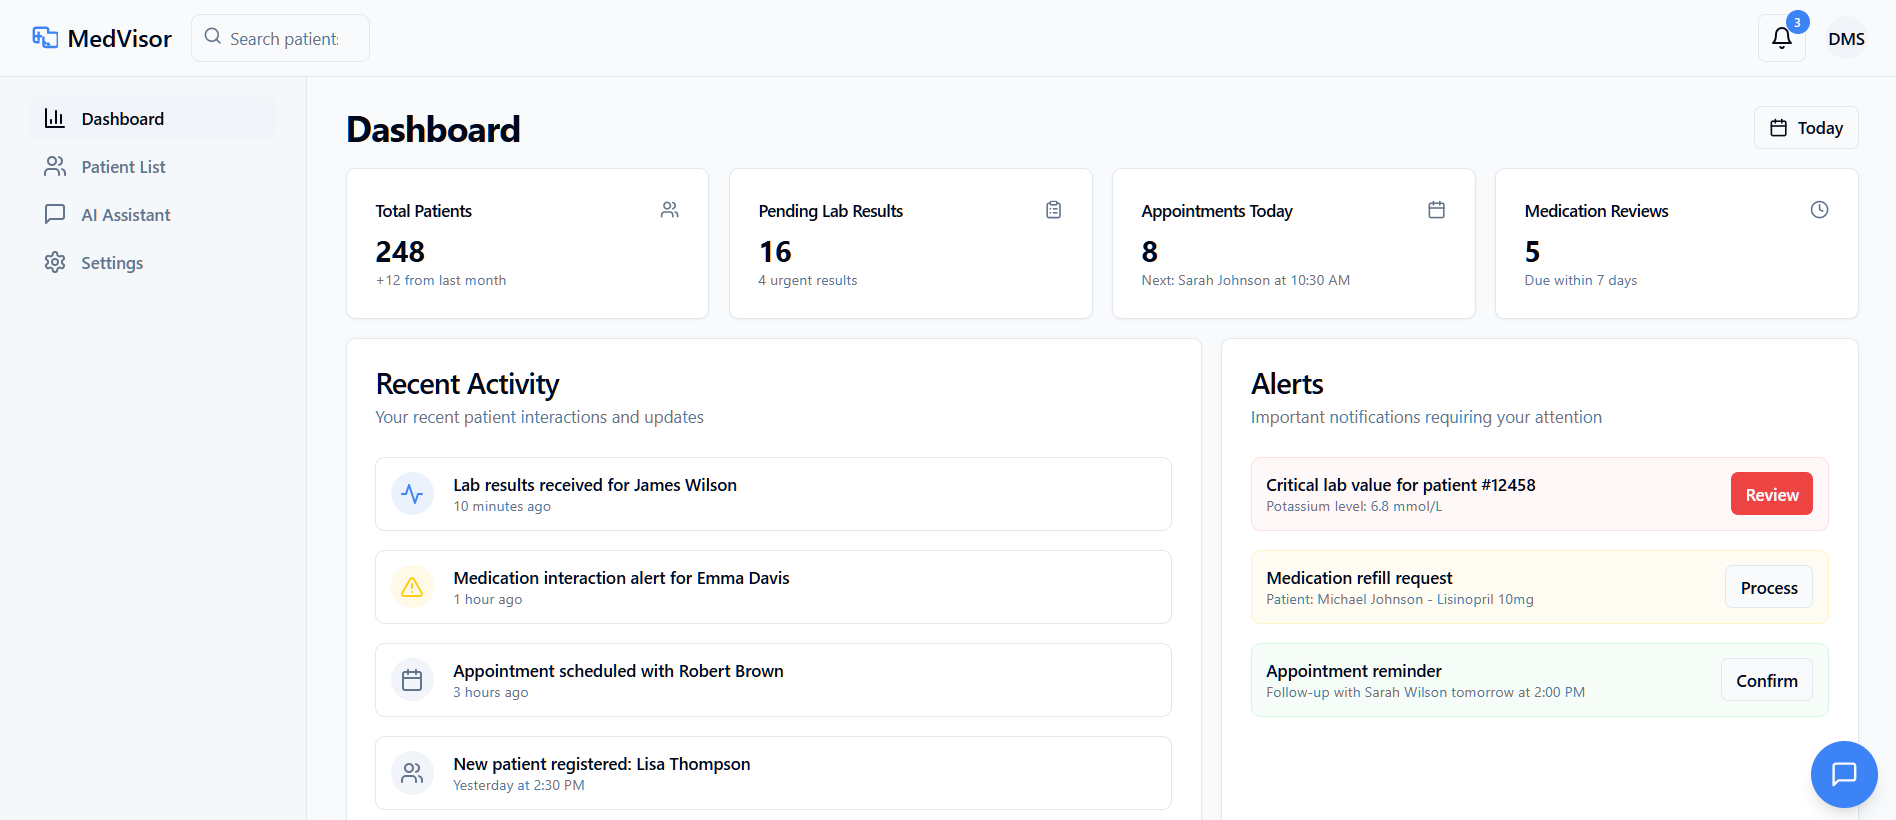 MedVisor
Search patient
3
DMS
Dashboard
Patient List
AI Assistant
Settings
Dashboard
Today
Total Patients
248
+12 from last month
Pending Lab Results
16
4 urgent results
Appointments Today
8
Next: Sarah Johnson at 10:30 AM
Medication Reviews
5
Due within 7 days
Recent Activity
Your recent patient interactions and updates
Lab results received for James Wilson
10 minutes ago
Medication interaction alert for Emma Davis
1 hour ago
Appointment scheduled with Robert Brown
3 hours ago
New patient registered: Lisa Thompson
Yesterday at 2:30 PM
Alerts
Important notifications requiring your attention
Critical lab value for patient #12458
Potassium level: 6.8 mmol/L
Review
Medication refill request
Patient: Michael Johnson - Lisinopril 10mg
Process
Appointment reminder
Follow-up with Sarah Wilson tomorrow at 2:00 PM
Confirm